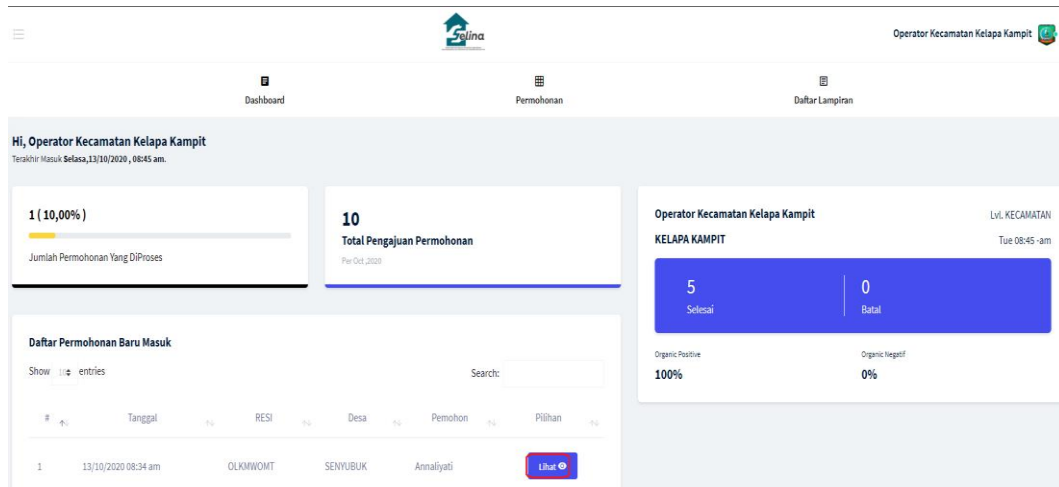 Selina
Operator Kecamatan Kelapa Kampit
Dashboard
Permohonan
Daftar Lampiran
Hi, Operator Kecamatan Kelapa Kampit
Terakhir Masuk Selasa,13/10/2020 , 08:45 am.
1 ( 10,00% )
Jumlah Permohonan Yang DiProses
10
Total Pengajuan Permohonan
Per Oct ,2020
Operator Kecamatan Kelapa Kampit
Lvl. KECAMATAN
KELAPA KAMPIT
Tue 08:45 -am
5
Selesai
0
Batal
Organic Positive
Organic Negatif
100%
0%
Daftar Permohonan Baru Masuk
Show entries
Search:
# Tanggal RESI Desa Pemohon Pilihan
1 13/10/2020 08:34 am OLKMWOMT SENYUBUK Annaliyati Lihat